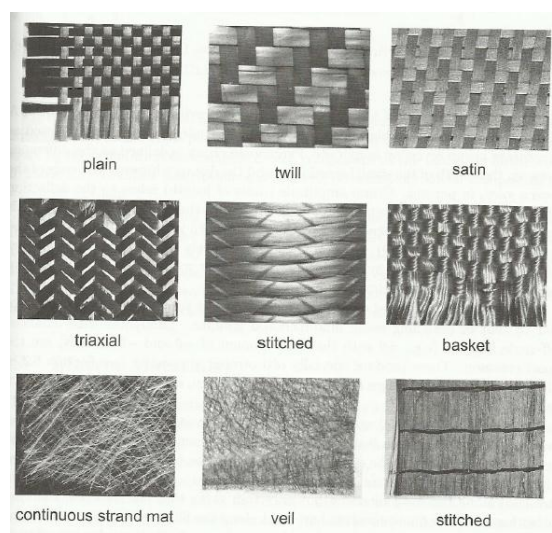 plain
twill
satin
triaxial
stitched
basket
continuous strand mat
veil
stitched